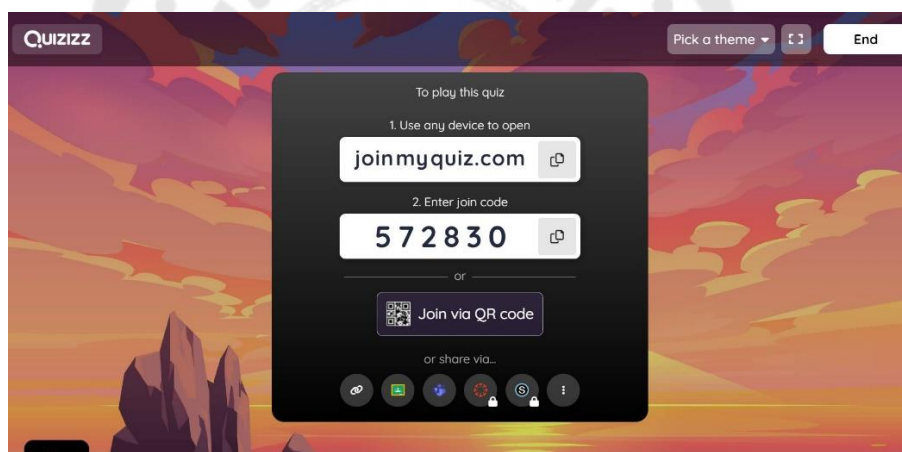 Quizizz
Pick a theme
End
To play this quiz
1. Use any device to open
joinmyquiz.com
2. Enter join code
572830
or
Join via QR code
or share via...
S